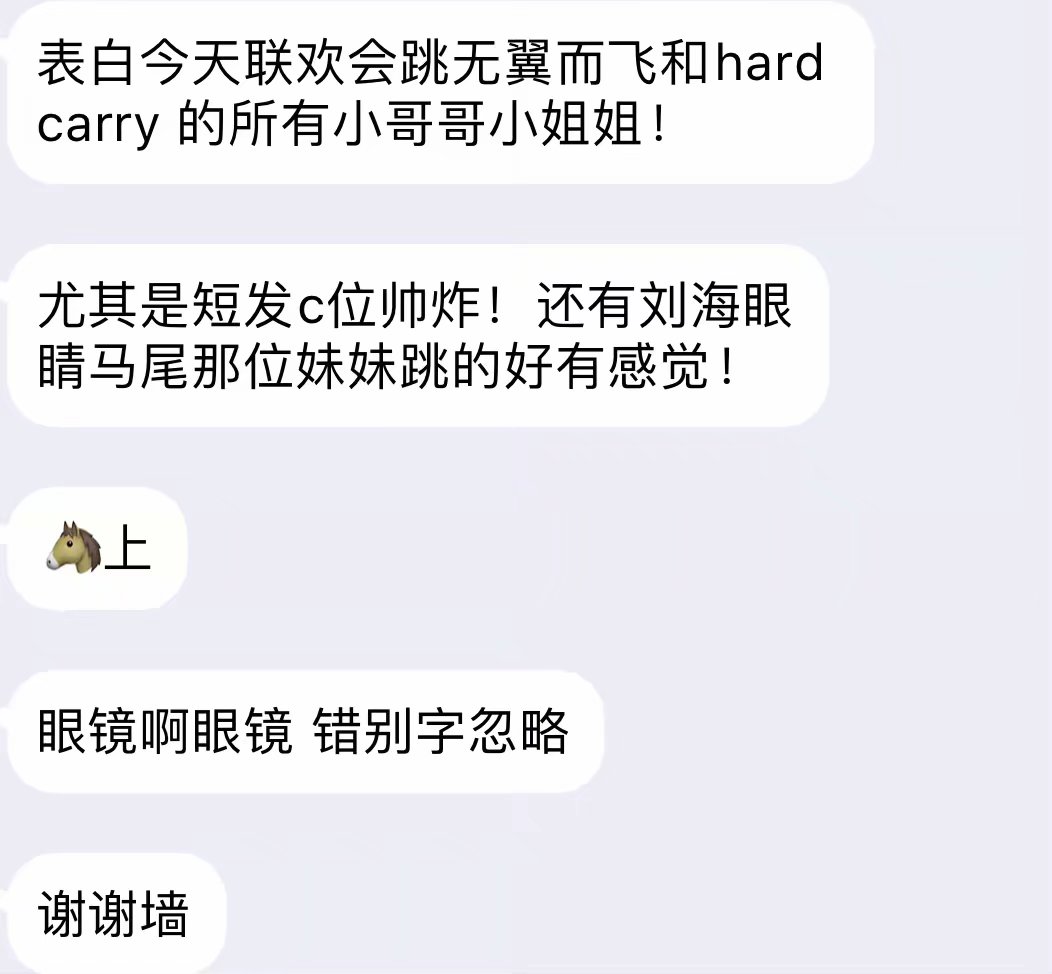 表白今天联欢会跳无翼而飞和hard
carry 的所有小哥哥小姐姐！
尤其是短发c位帅炸！还有刘海眼
睛马尾那位妹妹跳的好有感觉！
🐴上
眼镜啊眼镜 错别字忽略
谢谢墙